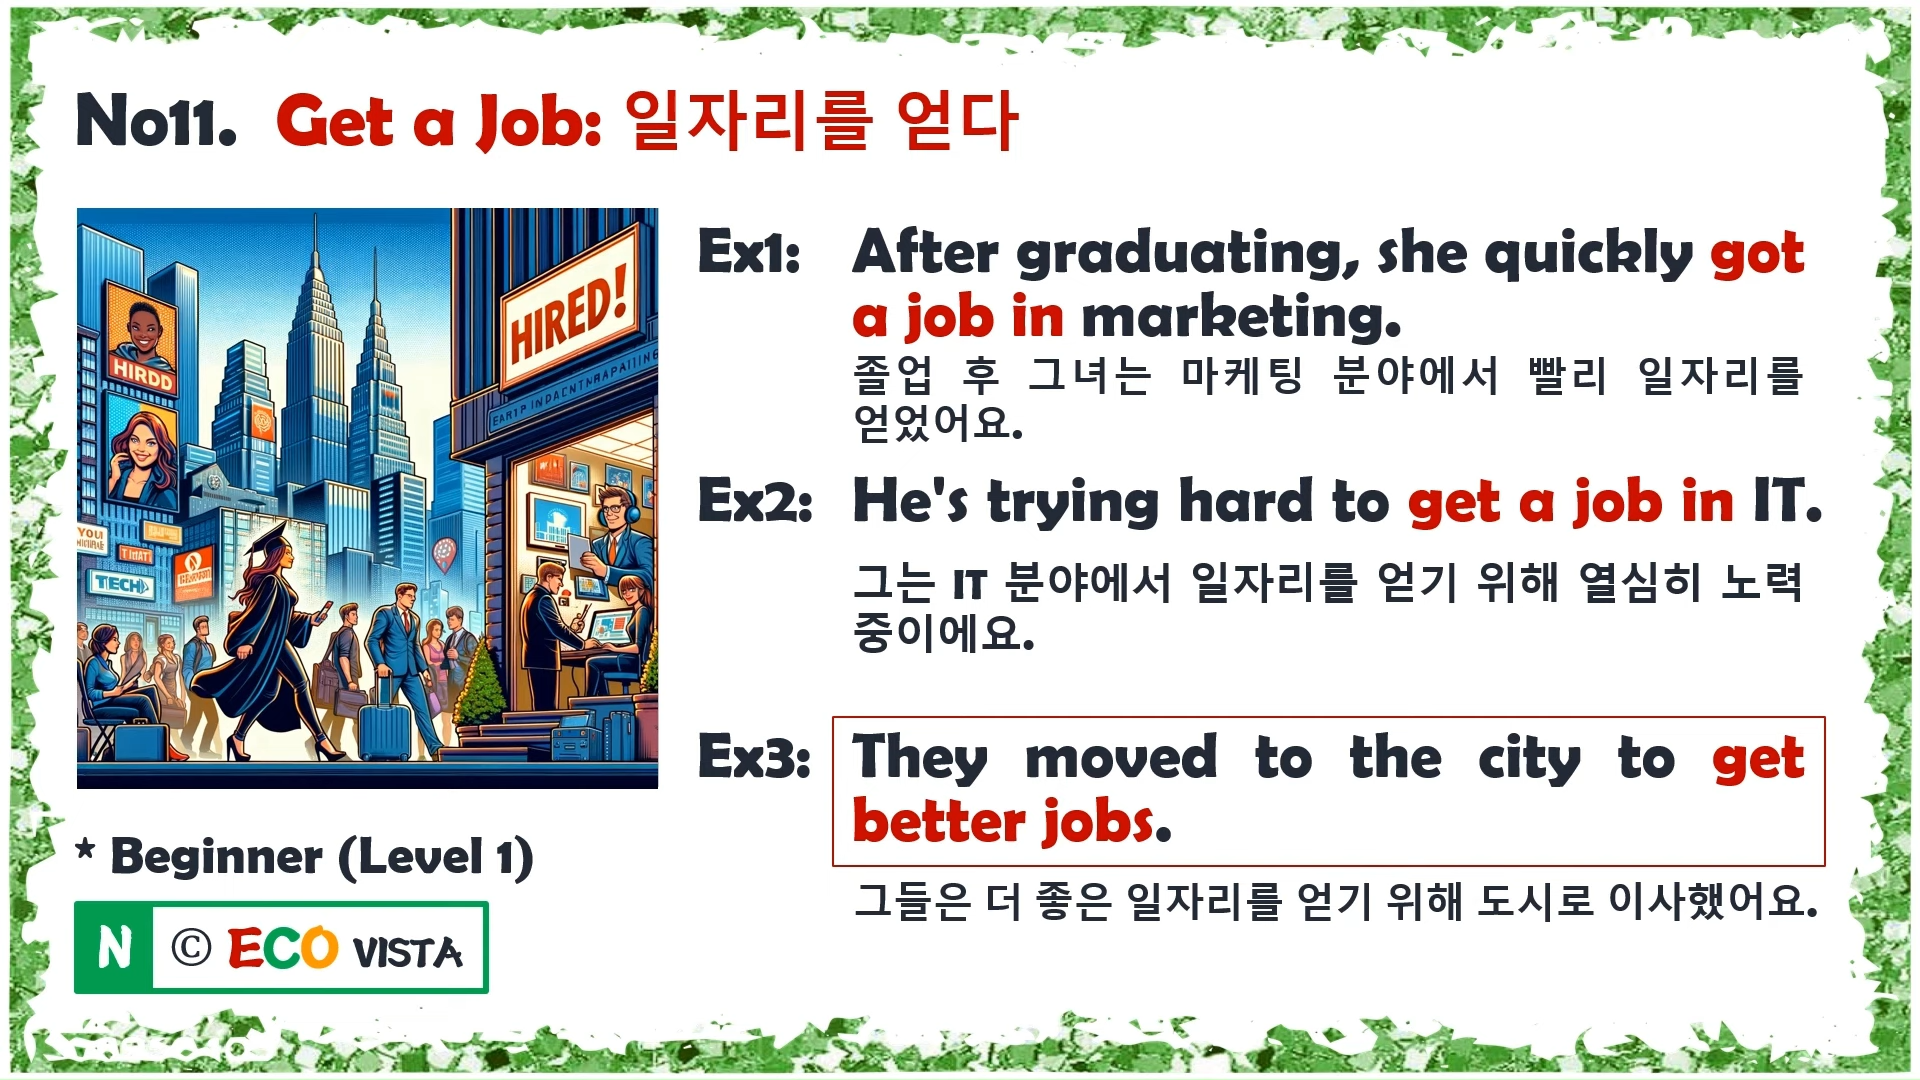 No11. Get a Job: 일자리를 얻다
HIRED!
HIRDD
TECH
Ex1: After graduating, she quickly got
a job in marketing.
졸업 후 그녀는 마케팅 분야에서 빨리 일자리를
얻었어요.
Ex2: He's trying hard to get a job in IT.
그는 IT 분야에서 일자리를 얻기 위해 열심히 노력
중이에요.
Ex3: They moved to the city to get
better jobs.
그들은 더 좋은 일자리를 얻기 위해 도시로 이사했어요.
* Beginner (Level 1)
N © ECO VISTA